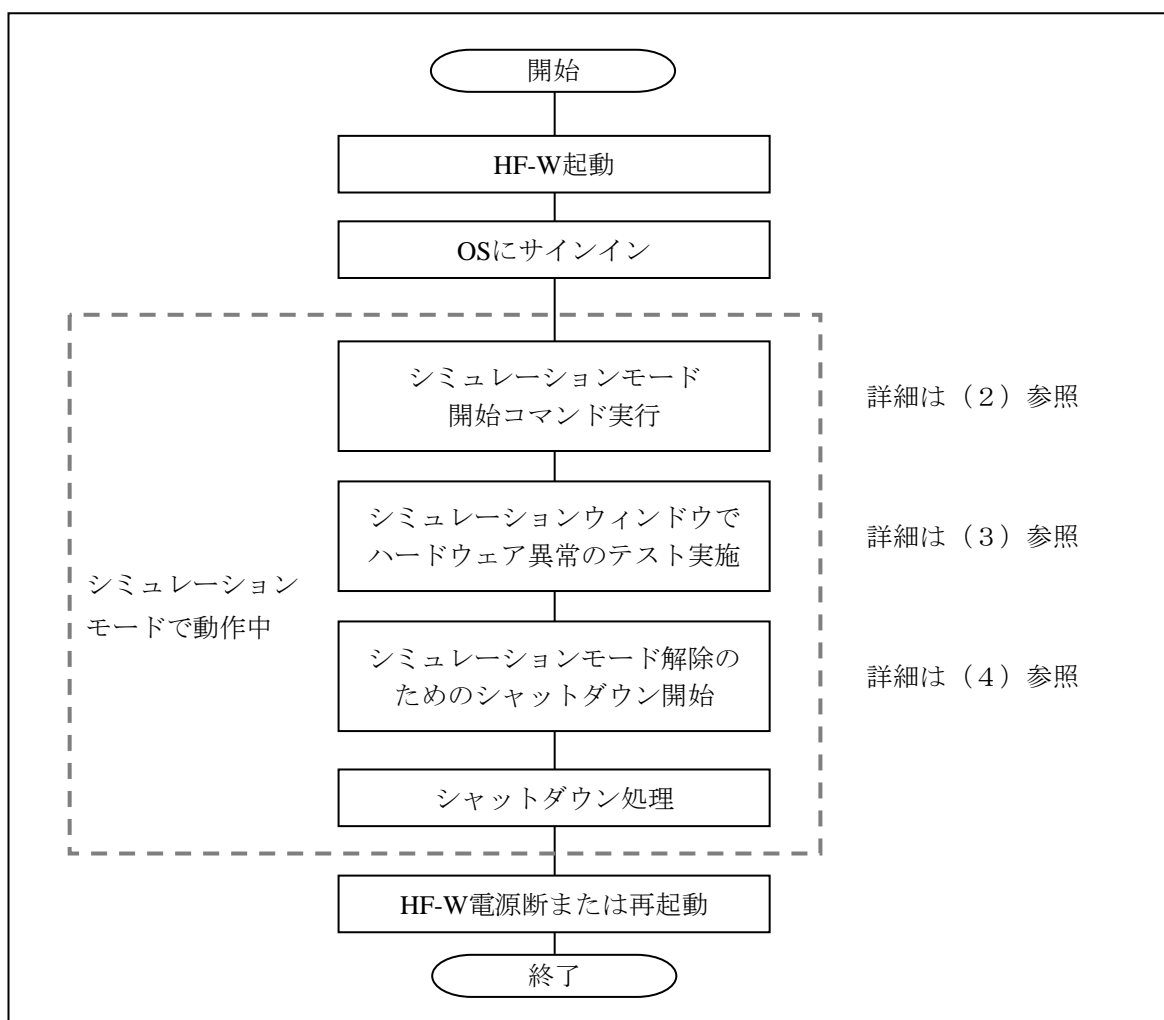 開始
HF-W起動
OSにサインイン
シミュレーションモード
開始コマンド実行
詳細は（２）参照
シミュレーションウィンドウで
ハードウェア異常のテスト実施
詳細は（３）参照
シミュレーション
モードで動作中
シミュレーションモード解除の
ためのシャットダウン開始
詳細は（４）参照
シャットダウン処理
HF-W電源断または再起動
終了